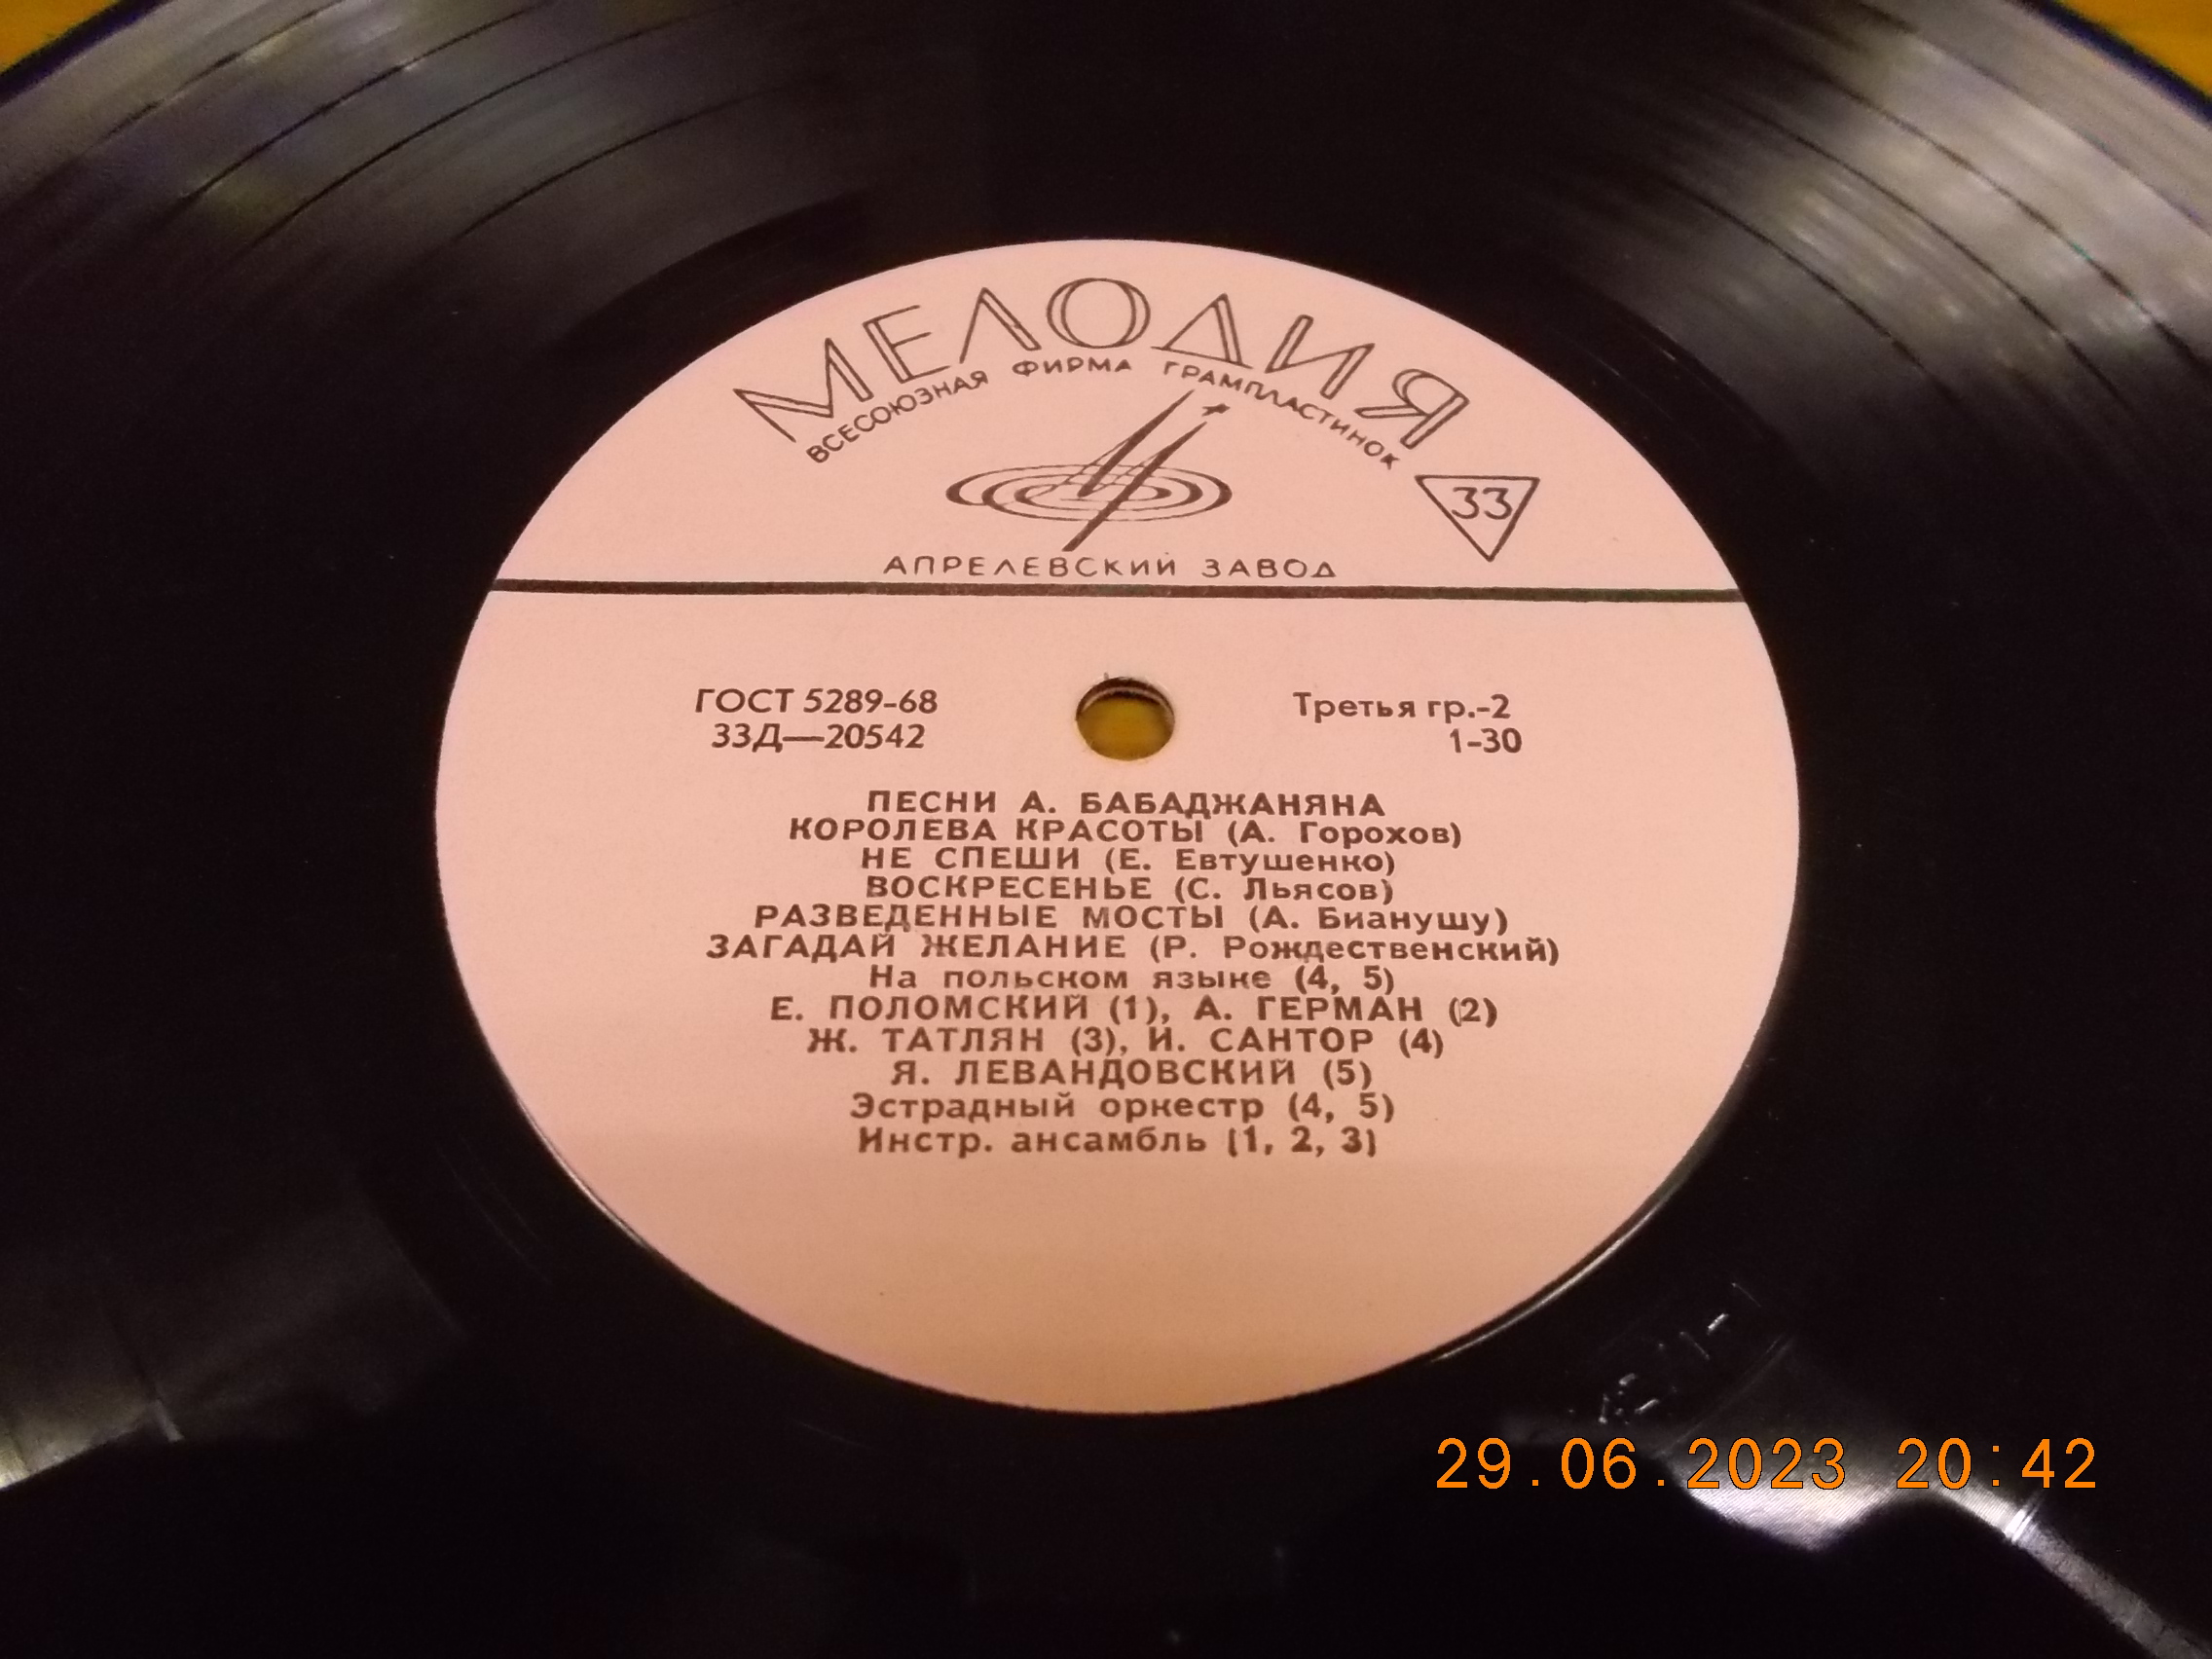 МЕЛОДИЯ
ВСЕСОЮЗНАЯ ФИРМА ГРАМПЛАСТИНОК
33
АПРЕЛЕВСКИЙ ЗАВОД
ГОСТ 5289-68
33Д—20542
Третья гр.-2
1-30
ПЕСНИ А. БАБАДЖАНЯНА
КОРОЛЕВА КРАСОТЫ (А. Горохов)
НЕ СПЕШИ (Е. Евтушенко)
ВОСКРЕСЕНЬЕ (С. Льясов)
РАЗВЕДЕННЫЕ МОСТЫ (А. Бианушу)
ЗАГАДАЙ ЖЕЛАНИЕ (Р. Рождественский)
На польском языке (4, 5)
Е. ПОЛОМСКИЙ (1), А. ГЕРМАН (2)
Ж. ТАТЛЯН (3), И. САНТОР (4)
Я. ЛЕВАНДОВСКИЙ (5)
Эстрадный оркестр (4, 5)
Инстр. ансамбль (1, 2, 3)
29.06.2023 20:42